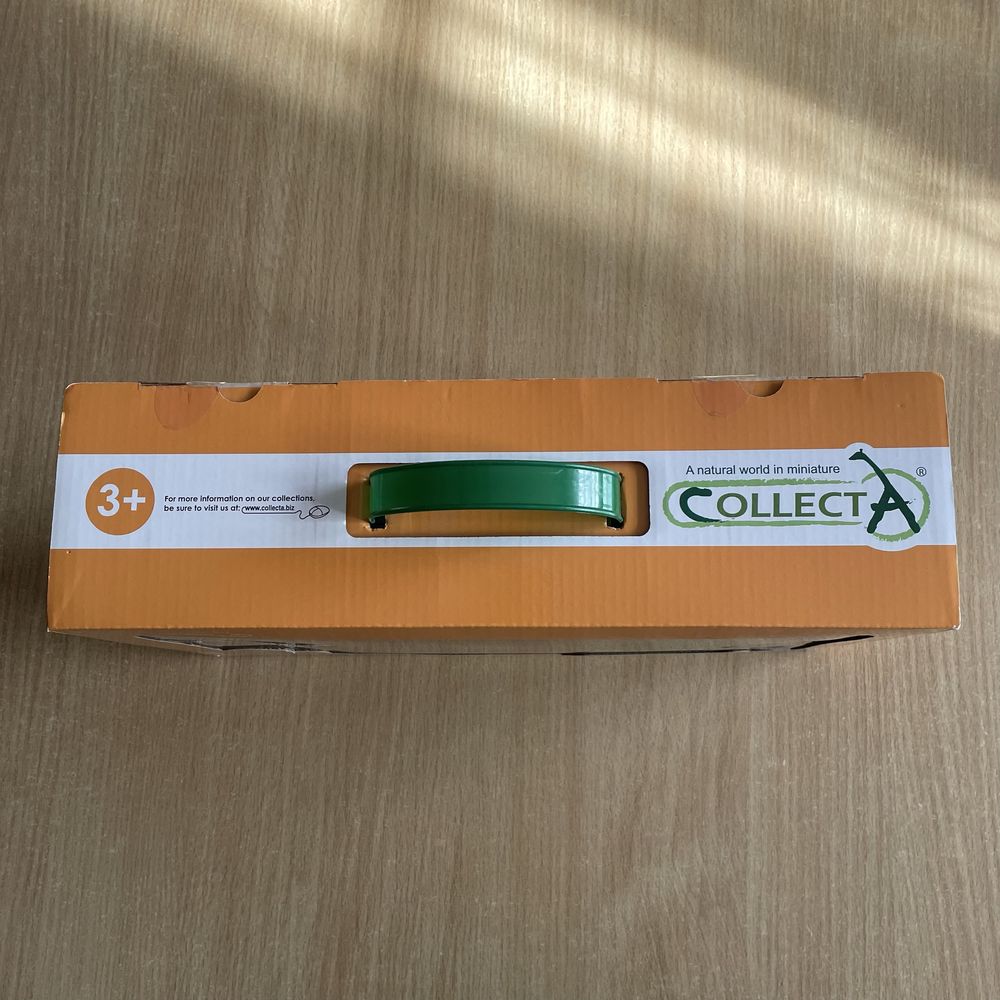 3+
For more information on our collections,
be sure to visit us at: www.collecta.biz
A natural world in miniature
COLLECTA®